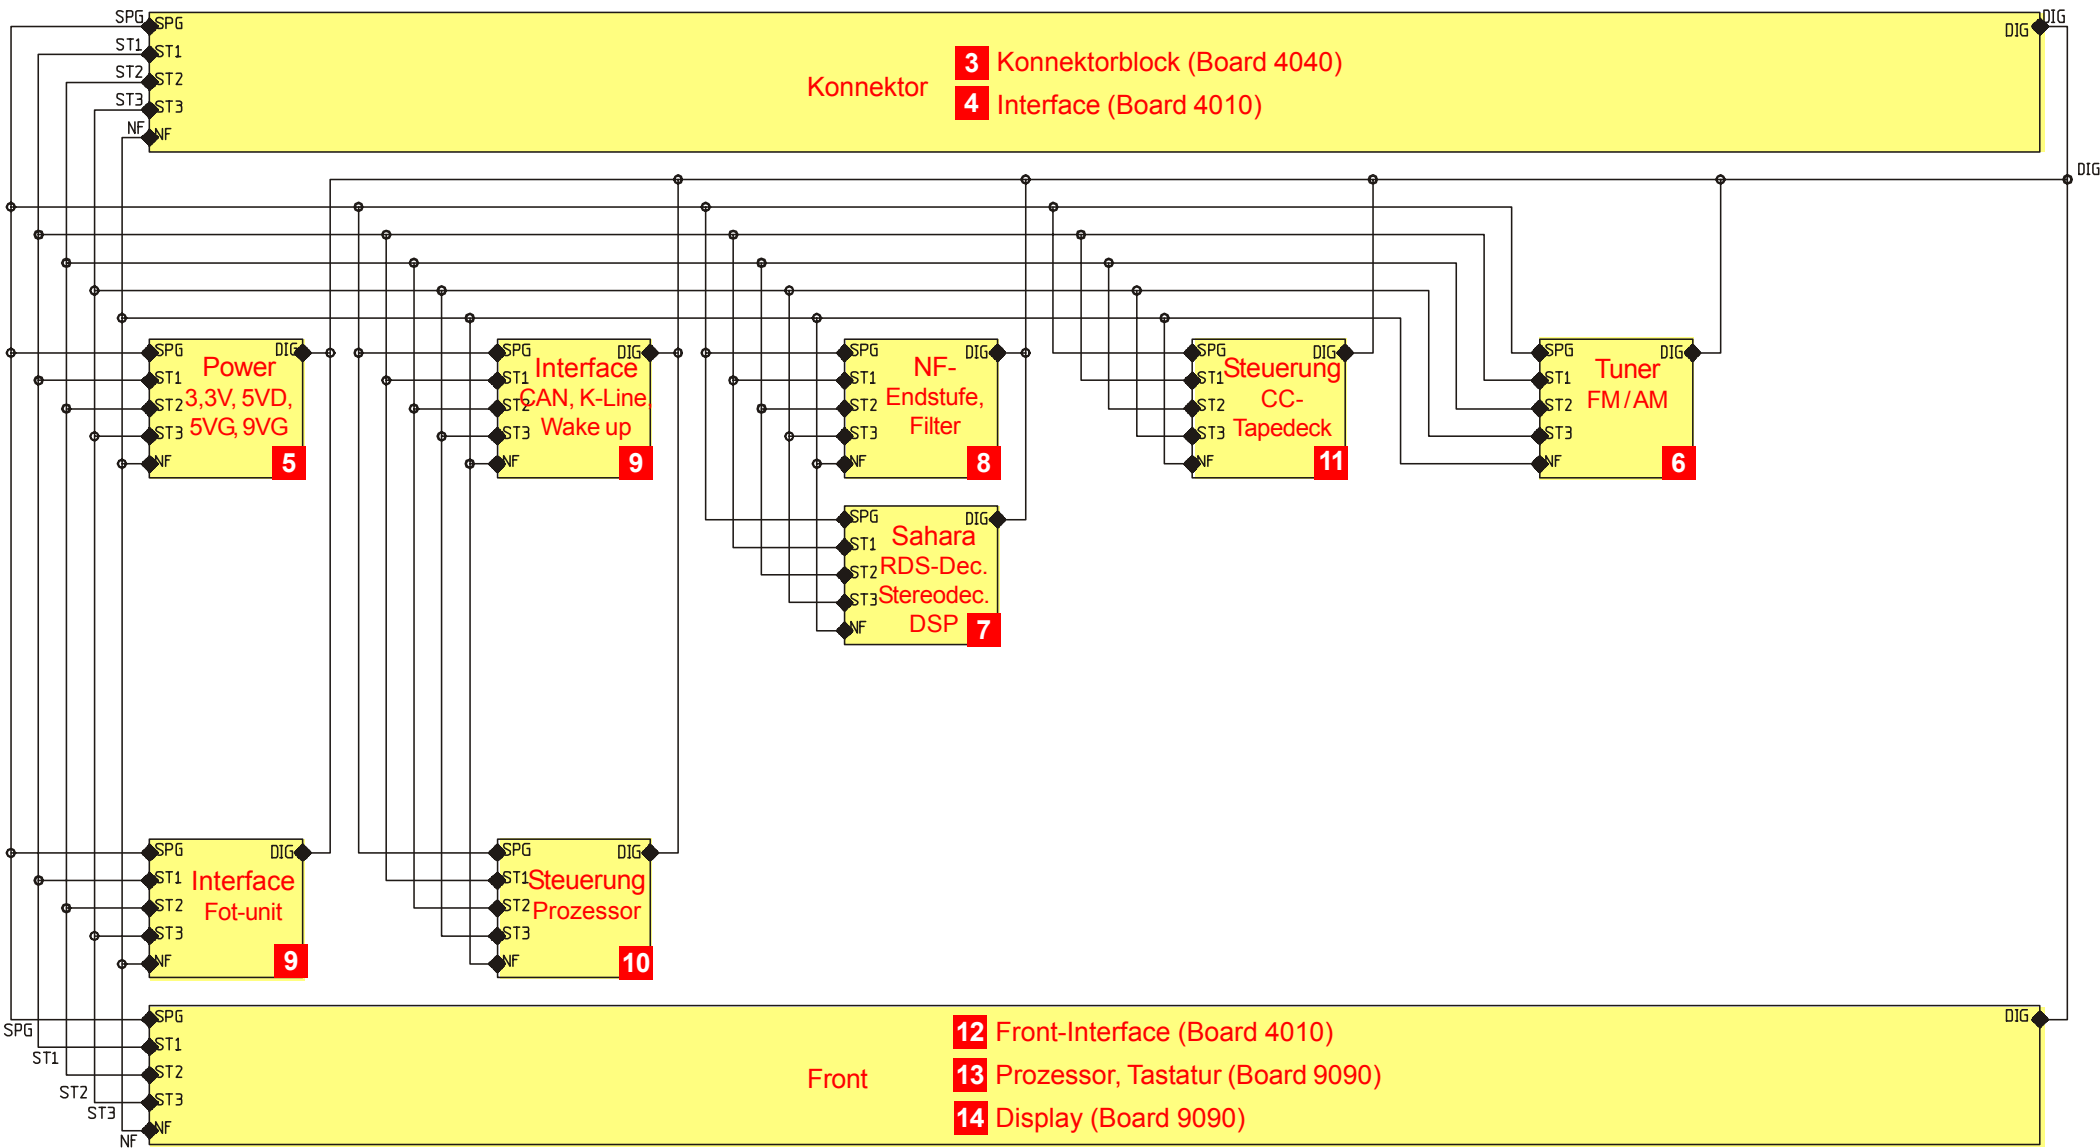 SPG SPG DIG DIG
ST1 ST1
ST2 ST2
ST3 ST3
NF NF
Konnektor
3 Konnektorblock (Board 4040)
4 Interface (Board 4010)
DIG
SPG DIG
ST1
ST2
ST3
NF
Power
3,3V, 5VD,
5VG, 9VG
5
SPG DIG
ST1
ST2
ST3
NF
Interface
CAN, K-Line,
Wake up
9
SPG DIG
ST1
ST2
ST3
NF
NF-
Endstufe,
Filter
8
SPG DIG
ST1
ST2
ST3
NF
Steuerung
CC-
Tapedeck
11
SPG DIG
ST1
ST2
ST3
NF
Tuner
FM / AM
6
SPG DIG
ST1
ST2
ST3
NF
Sahara
RDS-Dec.
Stereodec.
DSP
7
SPG DIG
ST1
ST2
ST3
NF
Interface
Fot-unit
9
SPG DIG
ST1
ST2
ST3
NF
Steuerung
Prozessor
10
SPG SPG DIG
ST1 ST1
ST2 ST2
ST3 ST3
NF NF
Front
12 Front-Interface (Board 4010)
13 Prozessor, Tastatur (Board 9090)
14 Display (Board 9090)